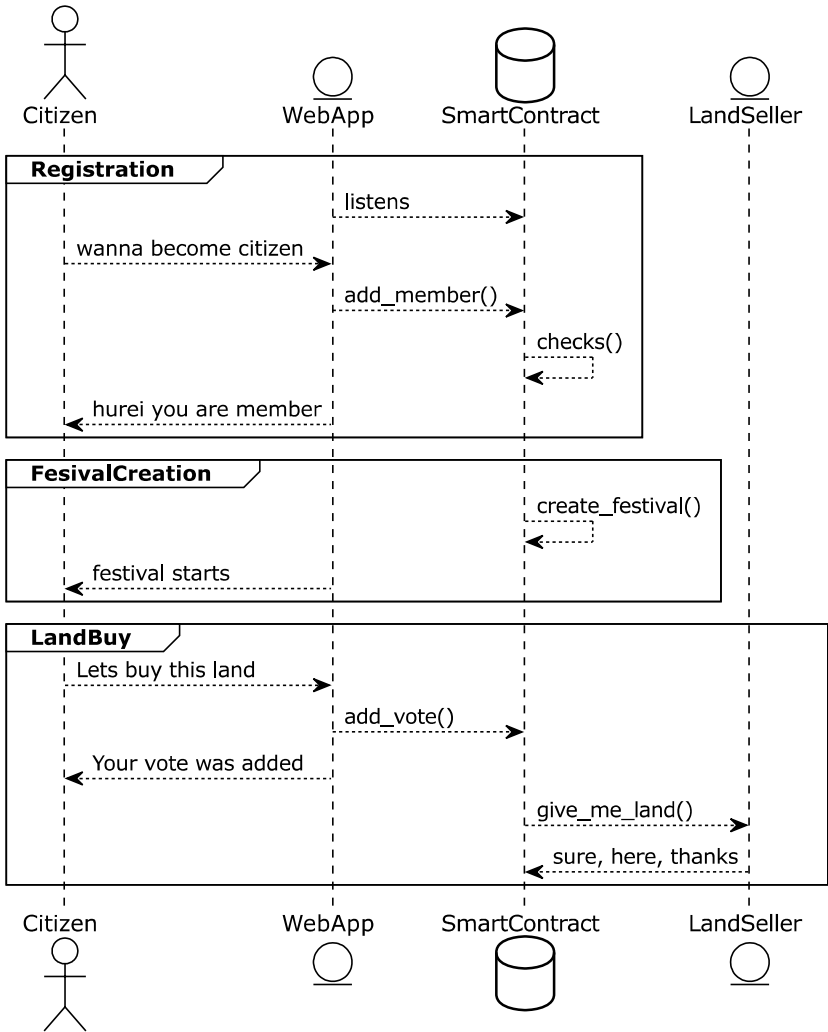 Citizen
WebApp
SmartContract
LandSeller
Registration
listens
wanna become citizen
add_member()
checks()
hurei you are member
FesivalCreation
create_festival()
festival starts
LandBuy
Lets buy this land
add_vote()
Your vote was added
give_me_land()
sure, here, thanks
Citizen
WebApp
SmartContract
LandSeller